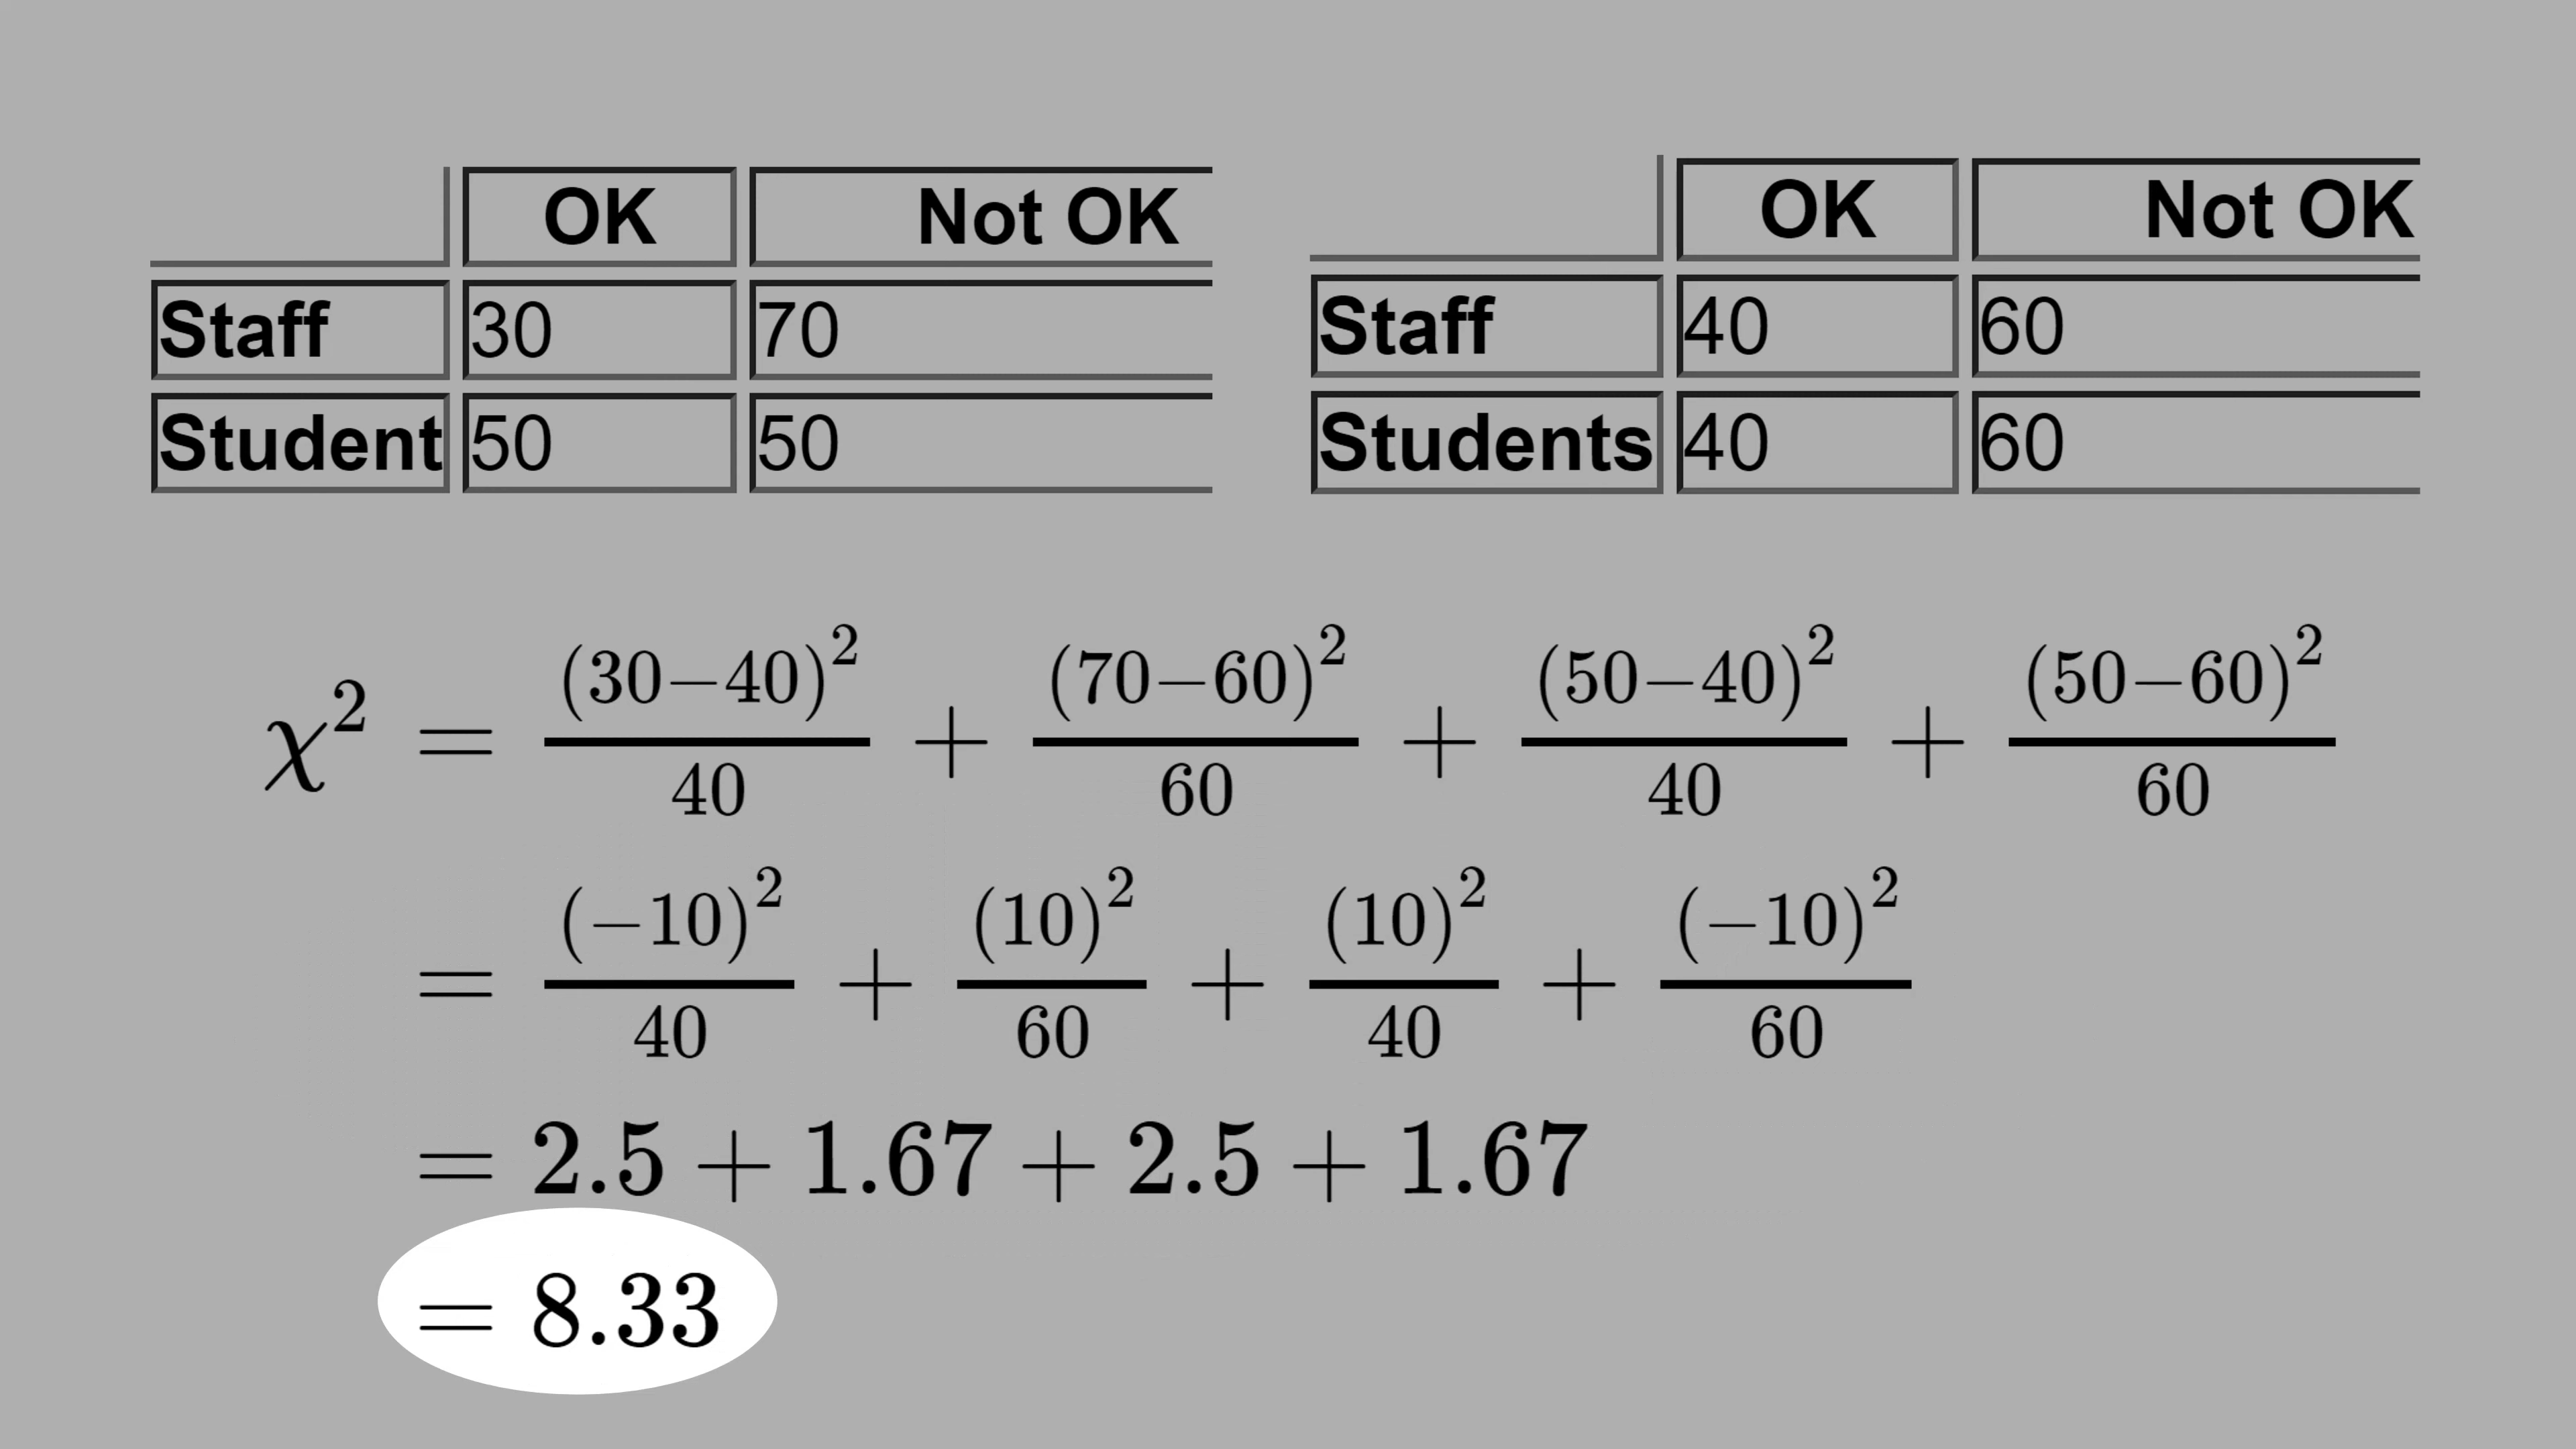 OK Not OK
Staff 30 70
Student 50 50
OK Not OK
Staff 40 60
Students 40 60
χ² = (30−40)²/40 + (70−60)²/60 + (50−40)²/40 + (50−60)²/60
= (−10)²/40 + (10)²/60 + (10)²/40 + (−10)²/60
= 2.5 + 1.67 + 2.5 + 1.67
= 8.33